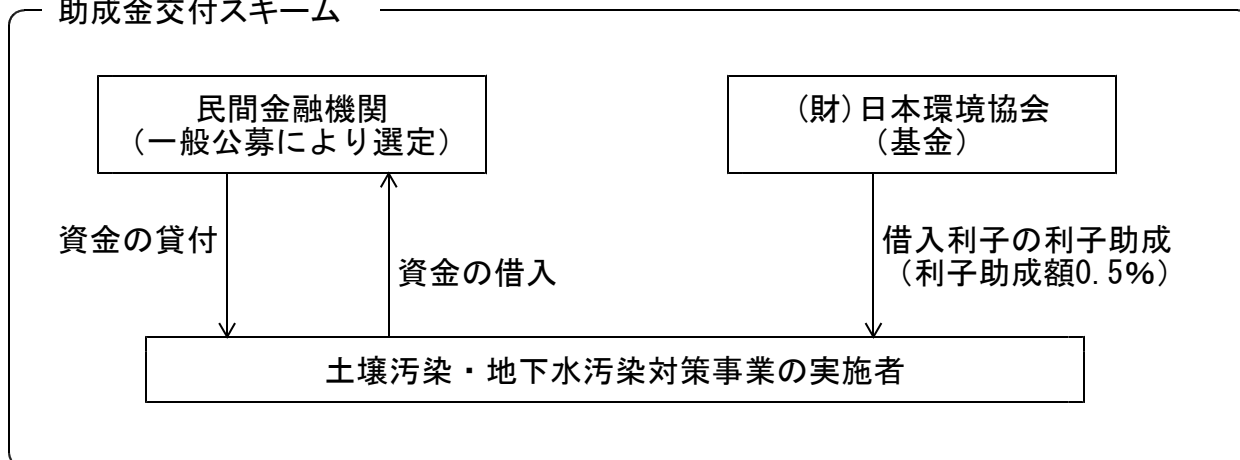 助成金交付スキーム
民間金融機関
(一般公募により選定)
(財)日本環境協会
(基金)
資金の貸付
資金の借入
借入利子の利子助成
(利子助成額0.5%)
土壌汚染・地下水汚染対策事業の実施者